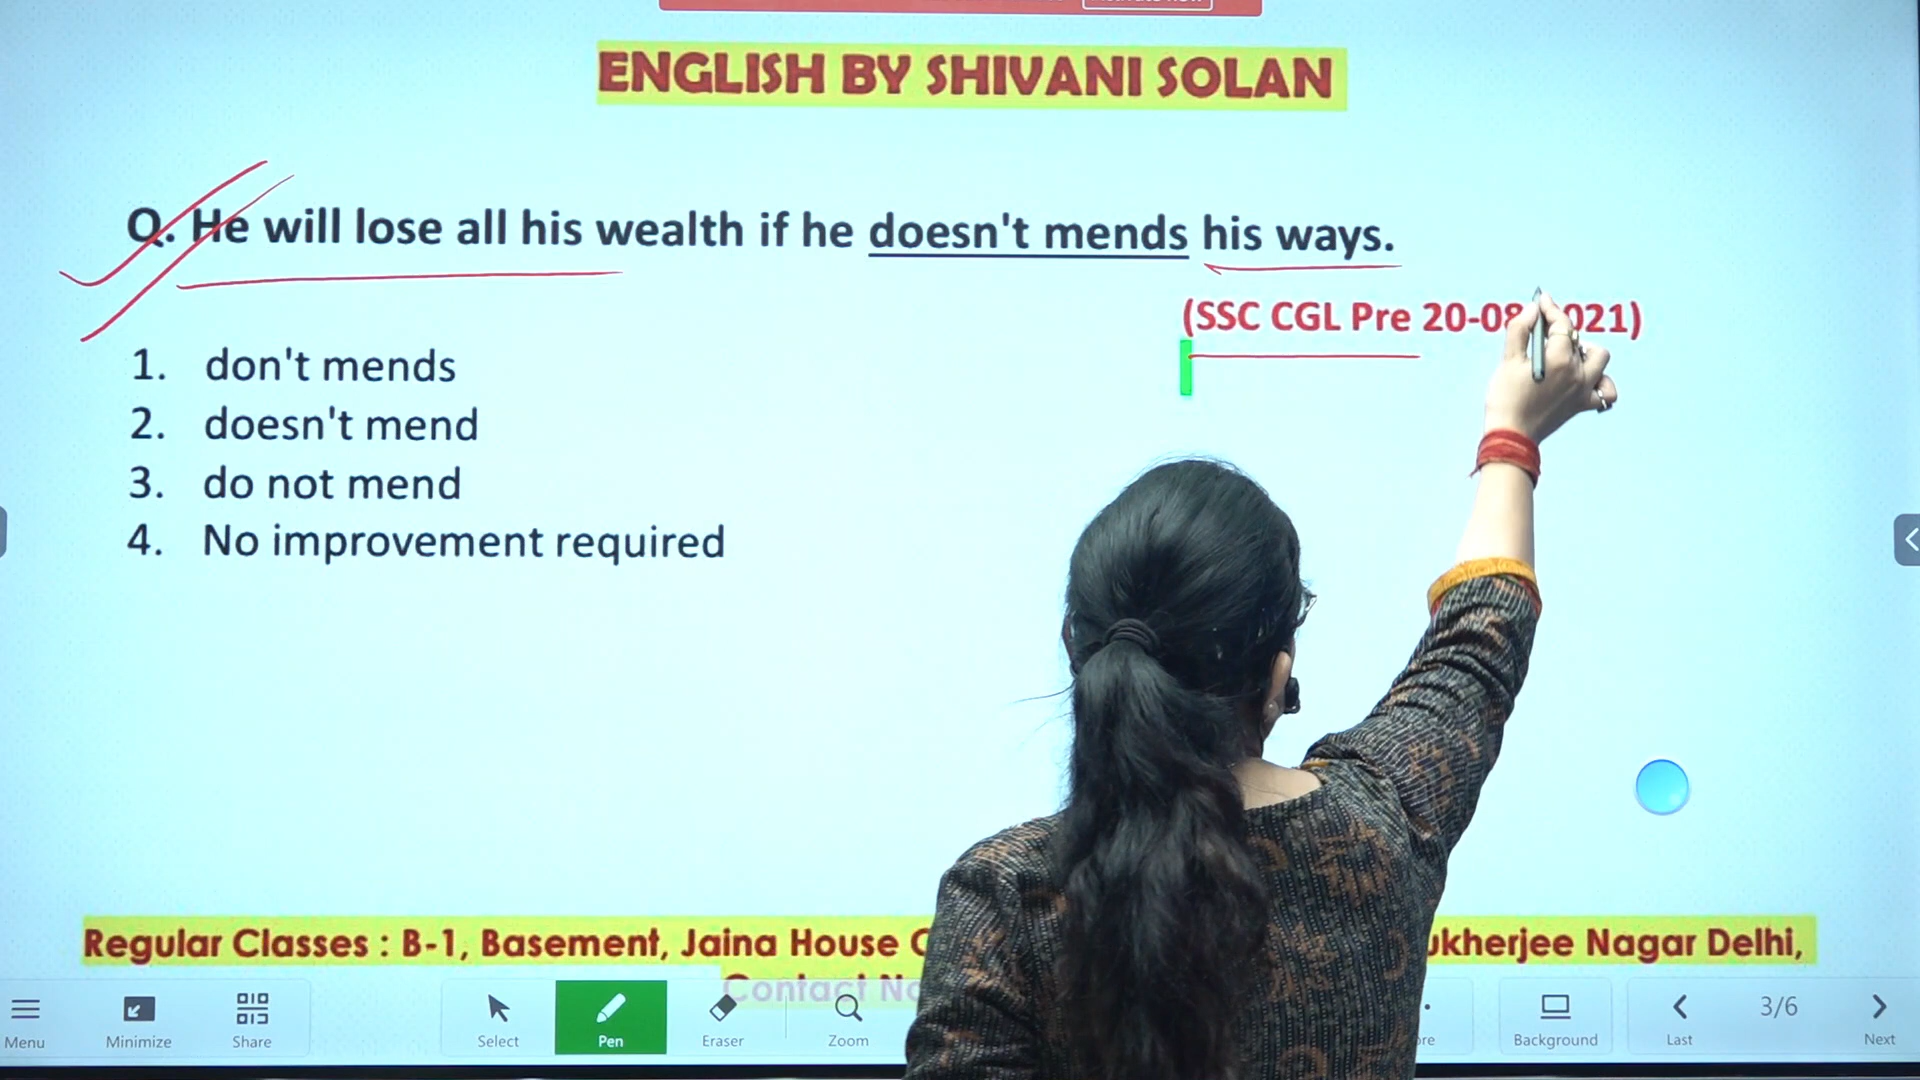 ENGLISH BY SHIVANI SOLAN
Q. He will lose all his wealth if he doesn't mends his ways.
(SSC CGL Pre 20-08 021)
1. don't mends
2. doesn't mend
3. do not mend
4. No improvement required
Regular Classes : B-1, Basement, Jaina House ukherjee Nagar Delhi,
Contact No
Menu Minimize Share Select Pen Eraser Zoom Background Last 3/6 Next